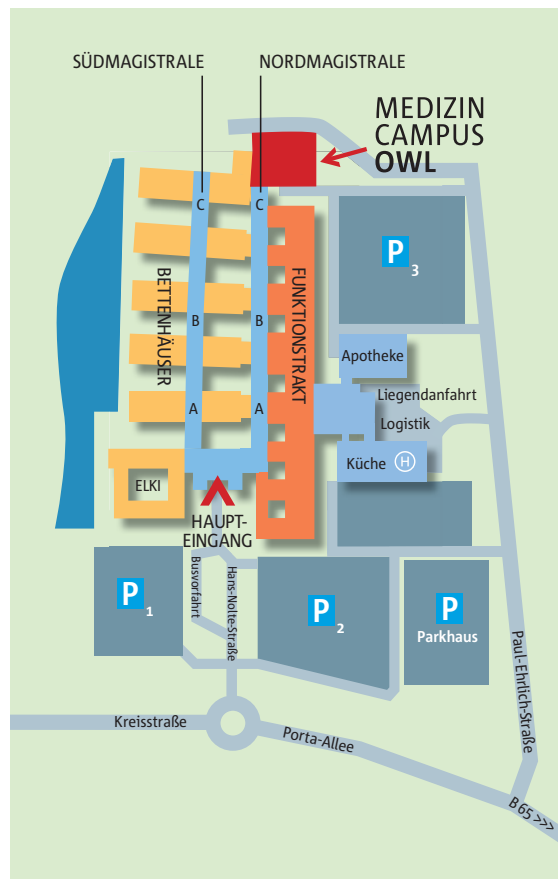 SÜDMAGISTRALE
NORDMAGISTRALE
MEDIZIN
CAMPUS
OWL
C
C
P 3
BETTENHÄUSER
FUNKTIONSTRAKT
B
B
Apotheke
Liegendanfahrt
A
A
Logistik
Küche H
ELKI
HAUPT-
EINGANG
P 1
Busvorfahrt
Hans-Nolte-Straße
P 2
P
Parkhaus
Paul-Ehrlich-Straße
Kreisstraße
Porta-Allee
B 65 >>>